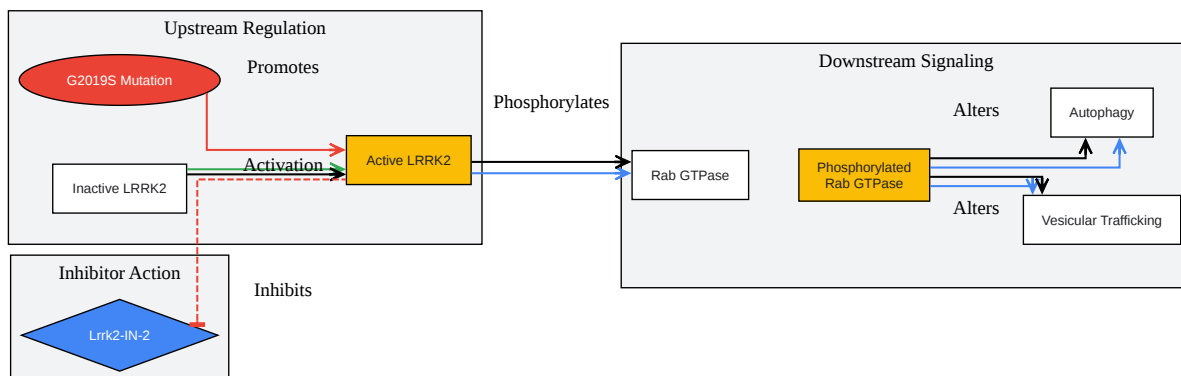 Upstream Regulation
G2019S Mutation
Promotes
Inactive LRRK2
Activation
Active LRRK2
Inhibitor Action
Lrrk2-IN-2
Inhibits
Phosphorylates
Downstream Signaling
Rab GTPase
Phosphorylated
Rab GTPase
Alters
Autophagy
Alters
Vesicular Trafficking